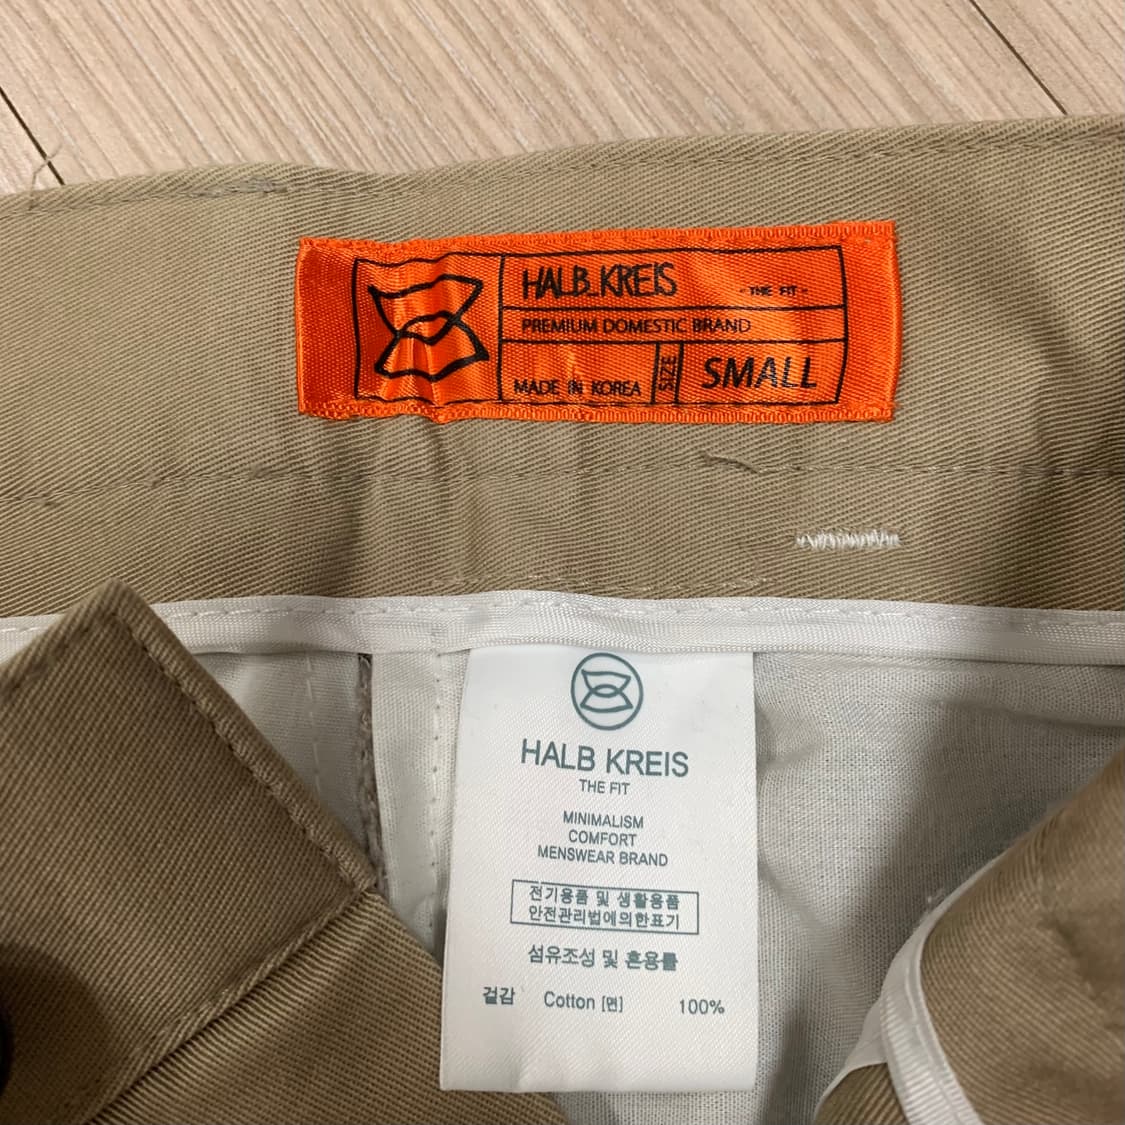 HALB_KREIS - THE FIT -
PREMIUM DOMESTIC BRAND
MADE IN KOREA SIZE SMALL
HALB KREIS
THE FIT
MINIMALISM
COMFORT
MENSWEAR BRAND
전기용품 및 생활용품
안전관리법에의한표기
섬유조성 및 혼용률
겉감 Cotton [면] 100%